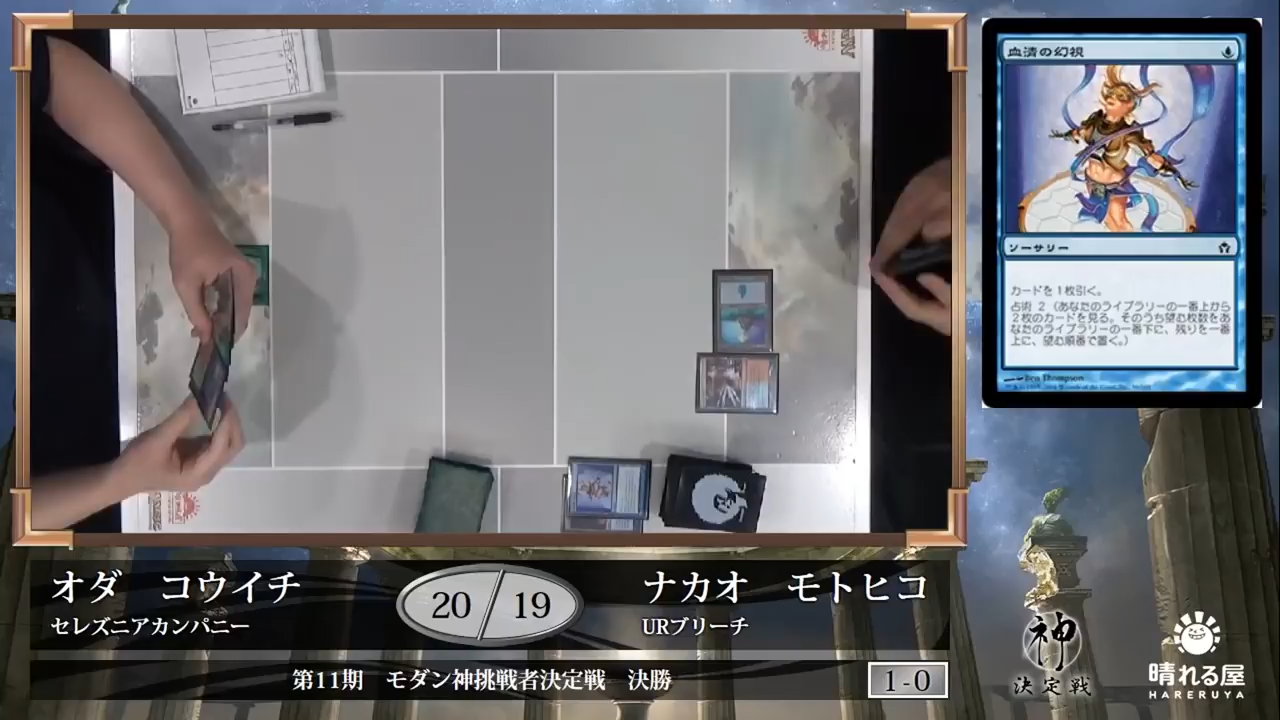 血清の幻視
ソーサリー
カードを1枚引く。
占術 2（あなたのライブラリーの一番上から
2枚のカードを見る。そのうち望む枚数をあ
なたのライブラリーの一番下に、残りを一番
上に、望む順番で置く。）
Ben Thompson
オダ コウイチ
セレズニアカンパニー
20 / 19
ナカオ モトヒコ
URブリーチ
第11期 モダン神挑戦者決定戦 決勝
1-0
神
決定戦
晴れる屋
HARERUYA